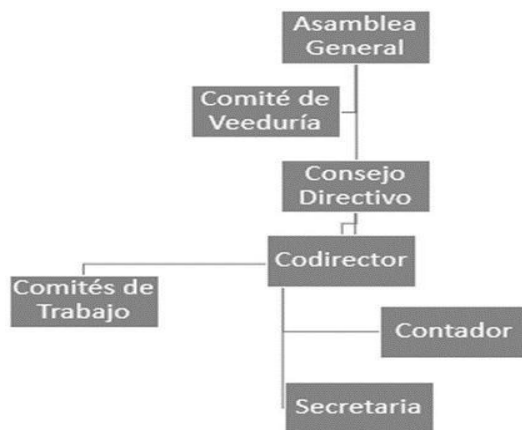 Asamblea
General
Comité de
Veeduría
Consejo
Directivo
Codirector
Comités de
Trabajo
Contador
Secretaria